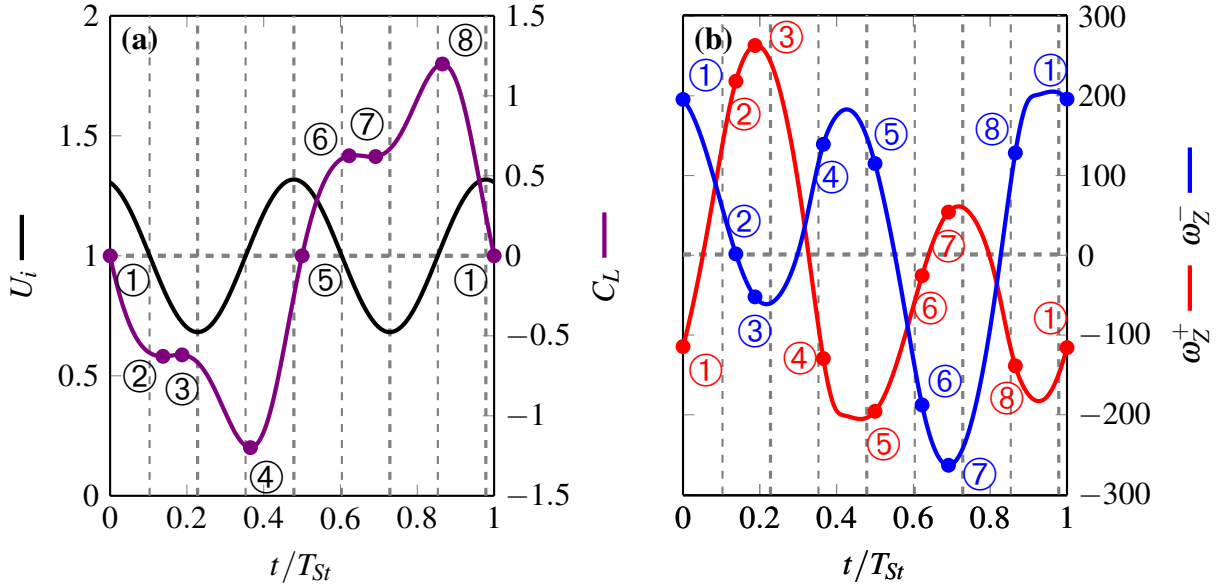 (a)
2
1.5
1
0.5
0
1.5
1
0.5
0
−0.5
−1
−1.5
0 0.2 0.4 0.6 0.8 1
t/T_St
U_i
C_L
① ② ③ ④ ⑤ ⑥ ⑦ ⑧ ①
(b)
300
200
100
0
−100
−200
−300
0 0.2 0.4 0.6 0.8 1
t/T_St
ω_Z^+
ω_Z^−
① ② ③ ④ ⑤ ⑥ ⑦ ⑧ ①
① ② ③ ④ ⑤ ⑥ ⑦ ⑧ ①